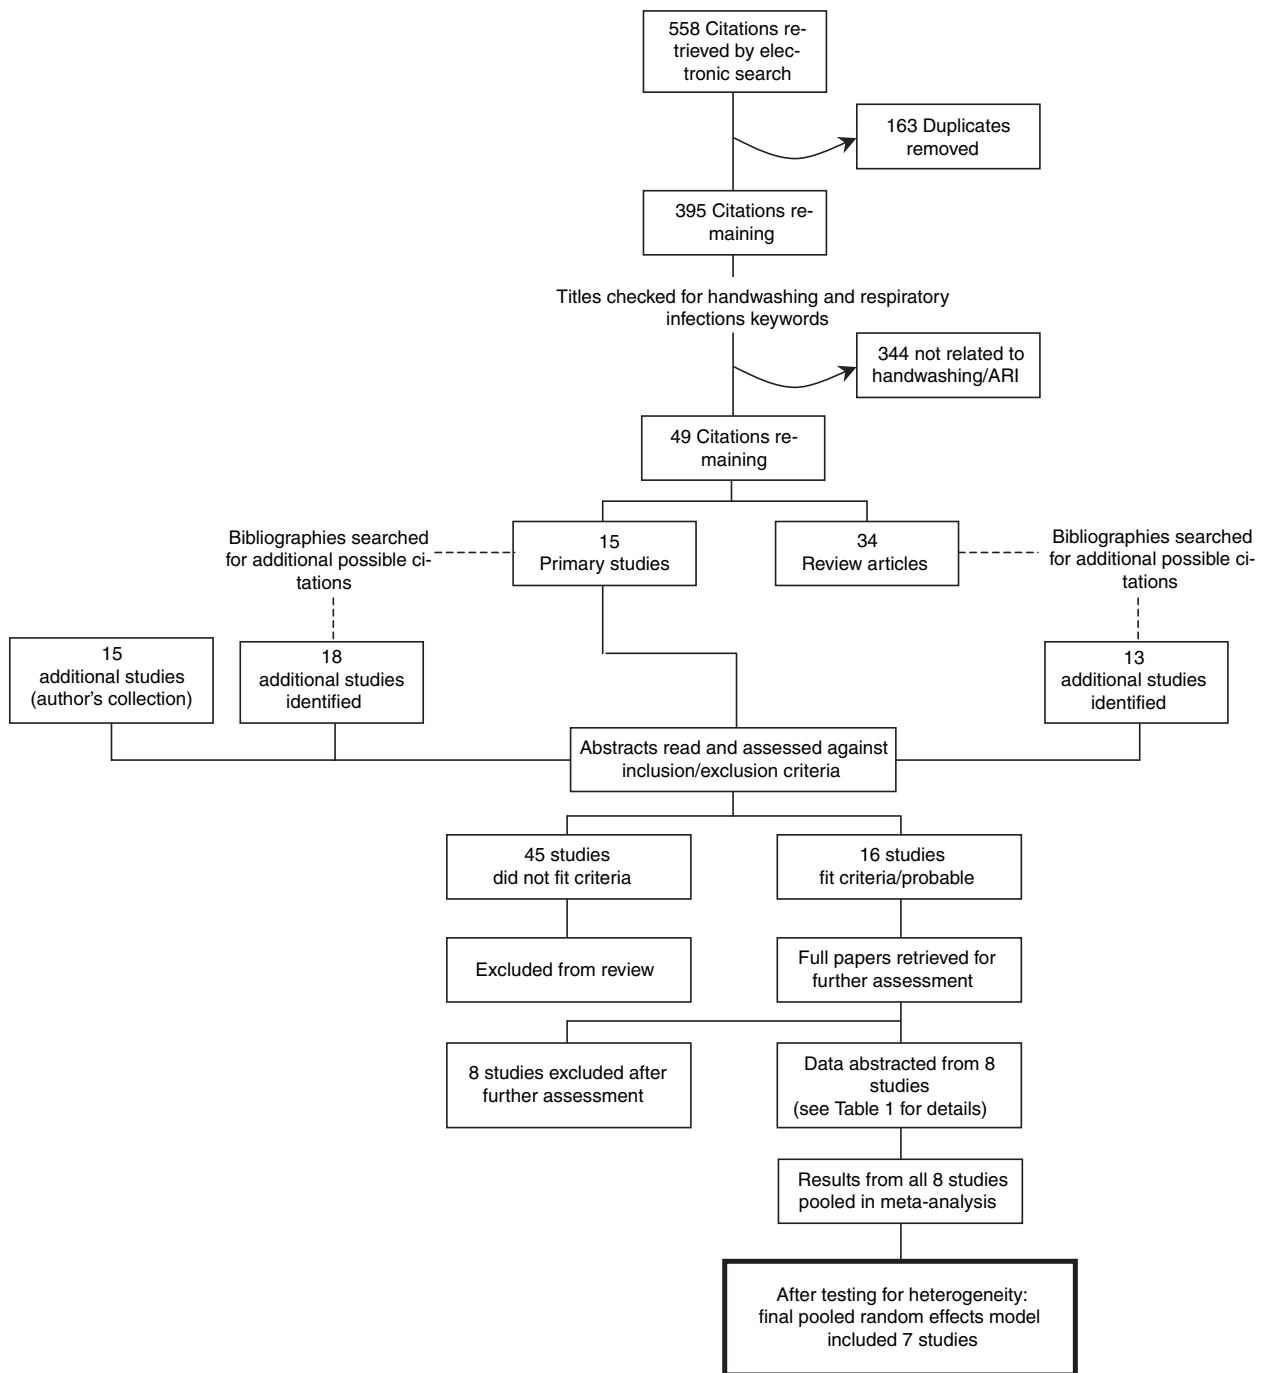 558 Citations re-
trieved by elec-
tronic search
163 Duplicates
removed
395 Citations re-
maining
Titles checked for handwashing and respiratory
infections keywords
344 not related to
handwashing/ARI
49 Citations re-
maining
15
Primary studies
34
Review articles
Bibliographies searched
for additional possible ci-
tations
Bibliographies searched
for additional possible ci-
tations
15
additional studies
(author's collection)
18
additional studies
identified
13
additional studies
identified
Abstracts read and assessed against
inclusion/exclusion criteria
45 studies
did not fit criteria
16 studies
fit criteria/probable
Excluded from review
Full papers retrieved for
further assessment
8 studies excluded after
further assessment
Data abstracted from 8
studies
(see Table 1 for details)
Results from all 8 studies
pooled in meta-analysis
After testing for heterogeneity:
final pooled random effects model
included 7 studies